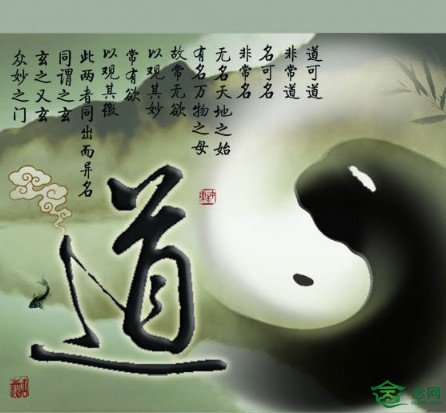 道可道
非常道
名可名
非常名
无名天地之始
有名万物之母
故常无欲
以观其妙
常有欲
以观其徼
此两者同出而异名
同谓之玄
玄之又玄
众妙之门
道